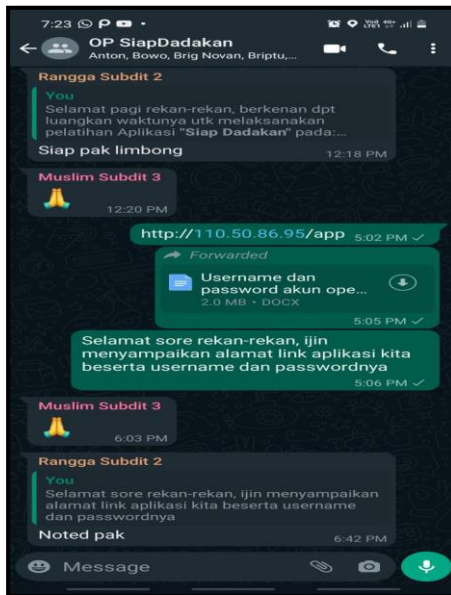 7:23
OP SiapDadakan
Anton, Bowo, Brig Novan, Briptu,...
Rangga Subdit 2
You
Selamat pagi rekan-rekan, berkenan dpt
luangkan waktunya utk melaksanakan
pelatihan Aplikasi "Siap Dadakan" pada:...
Siap pak limbong
12:18 PM
Muslim Subdit 3
🙏
12:20 PM
http://110.50.86.95/app 5:02 PM
Forwarded
Username dan
password akun ope...
2.0 MB • DOCX
5:05 PM
Selamat sore rekan-rekan, ijin
menyampaikan alamat link aplikasi kita
beserta username dan passwordnya
5:06 PM
Muslim Subdit 3
🙏
6:03 PM
Rangga Subdit 2
You
Selamat sore rekan-rekan, ijin menyampaikan
alamat link aplikasi kita beserta username
dan passwordnya
Noted pak
6:42 PM
Message